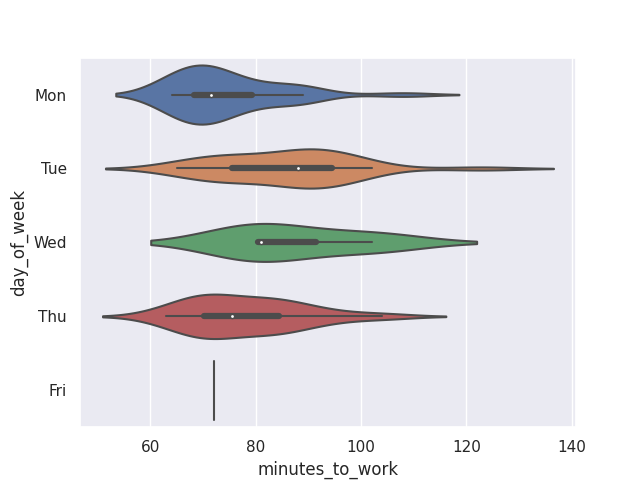 Mon
Tue
Wed
Thu
Fri
day_of_week
60 80 100 120 140
minutes_to_work